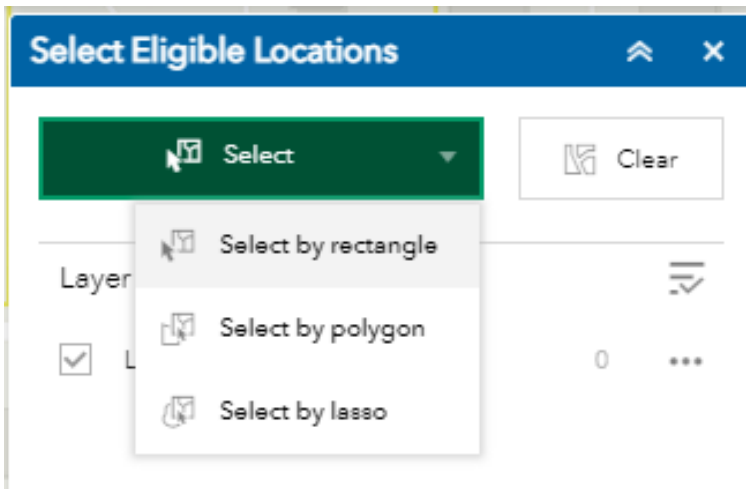 Select Eligible Locations
Select
Clear
Select by rectangle
Layer
Select by polygon
L
0
Select by lasso